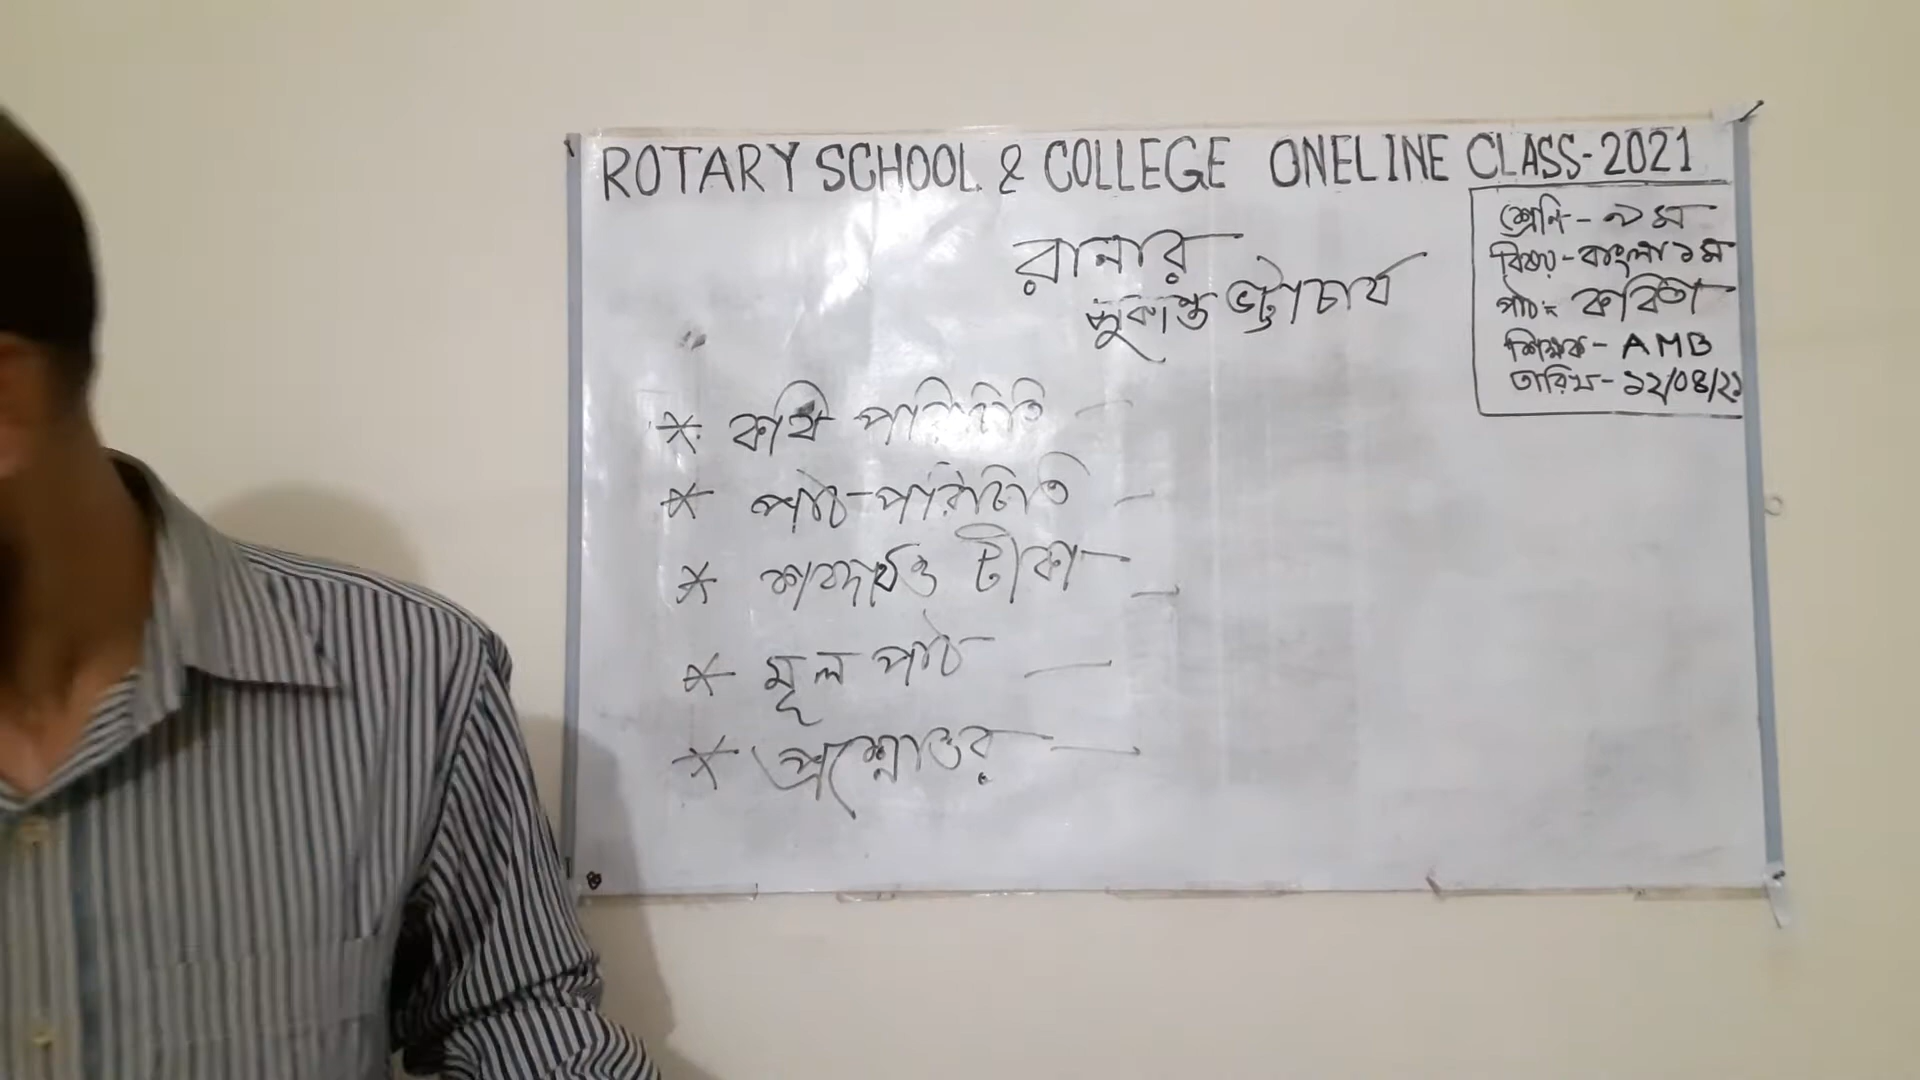 ROTARY SCHOOL & COLLEGE ONELINE CLASS-2021
শ্রেনি - ৯ম
বিষয় - বাংলা ১ম
পাঠ = কবিতা
শিক্ষক - AMB
তারিখ - ১২/০৪/২১
রানার
সুকান্ত ভট্টাচার্য
* কবি পরিচিতি —
* পাঠ-পরিচিতি —
* শব্দার্থ ও টীকা —
* মূল পাঠ —
* প্রশ্নোত্তর —